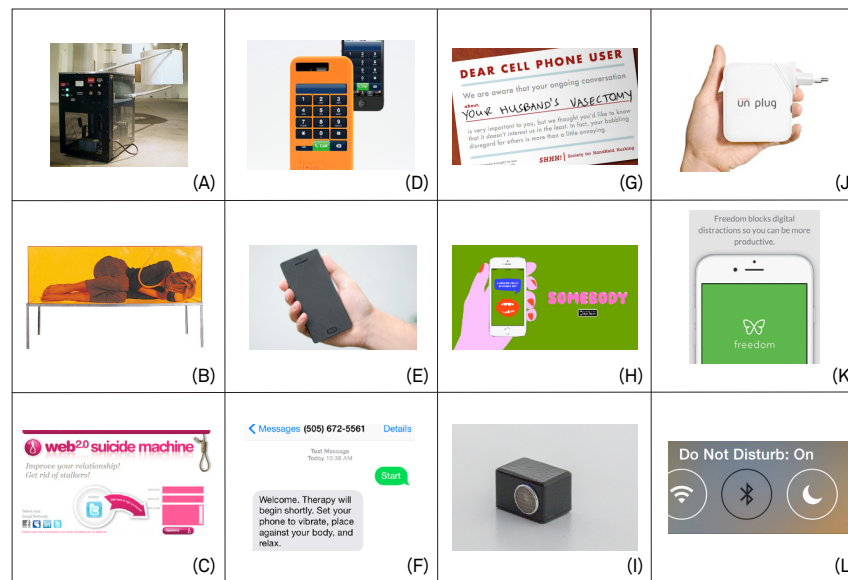 (A)
(D)
DEAR CELL PHONE USER
We are aware that your ongoing conversation
about
YOUR HUSBAND'S VASECTOMY
is very important to you, but we thought you'd like to know
that it doesn't interest us in the least. In fact, your babbling
disregard for others is more than a little annoying.
SHHH! Society for HandHeld Hushing
(G)
ün plug
(J)
(B)
(E)
SOMEBODY
(H)
Freedom blocks digital
distractions so you can be more
productive.
freedom
(K)
web2.0 suicide machine
Improve your relationship!
Get rid of stalkers!
(C)
Messages (505) 672-5561 Details
Text Message
Today 10:36 AM
Start
Welcome. Therapy will
begin shortly. Set your
phone to vibrate, place
against your body, and
relax.
(F)
(I)
Do Not Disturb: On
(L)